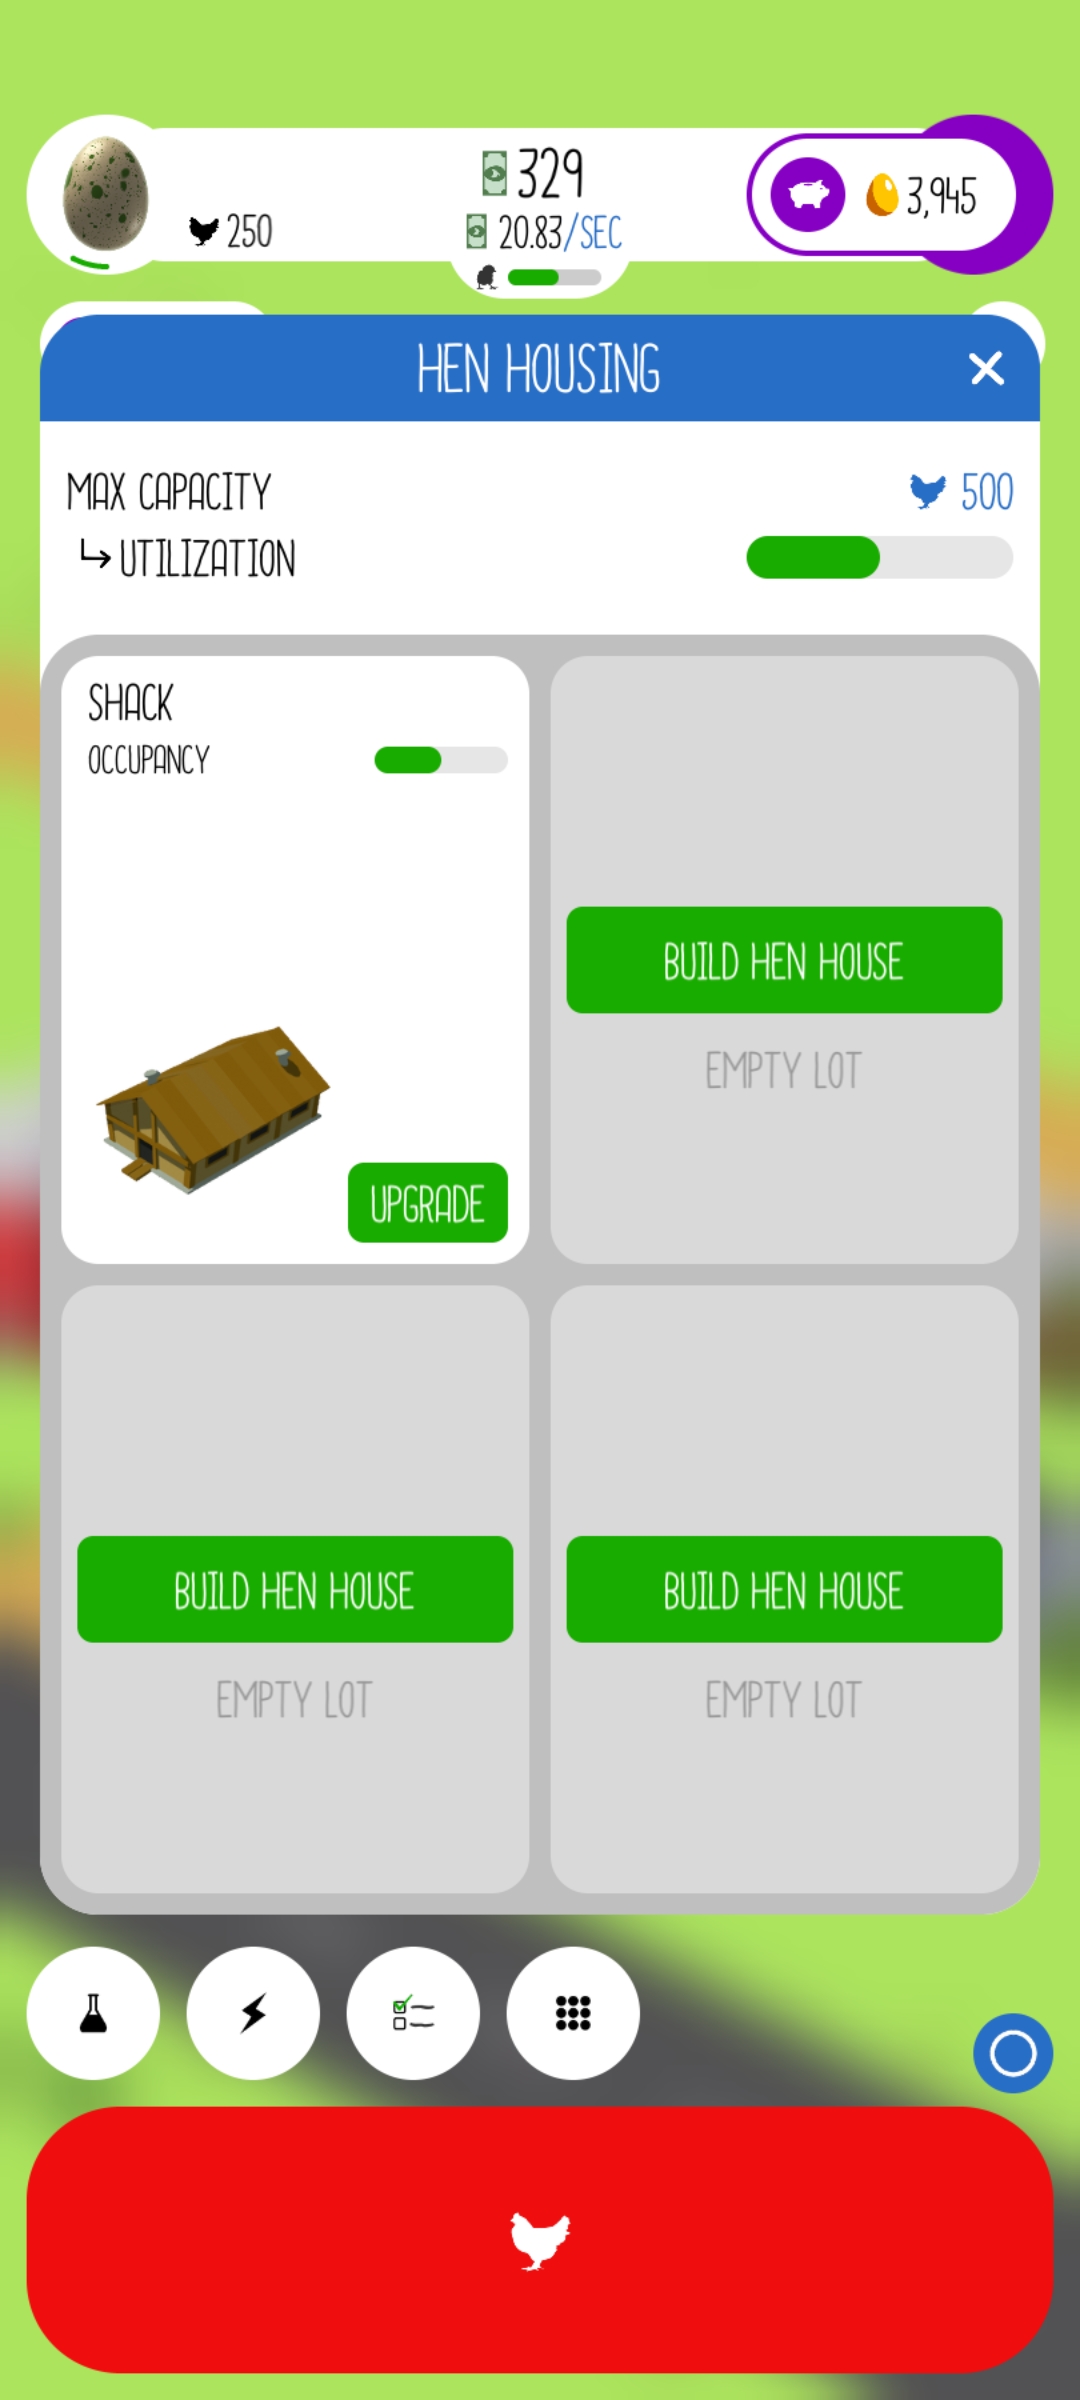 329
250
20.83/SEC
3,945
HEN HOUSING
MAX CAPACITY
500
UTILIZATION
SHACK
OCCUPANCY
BUILD HEN HOUSE
EMPTY LOT
UPGRADE
BUILD HEN HOUSE
BUILD HEN HOUSE
EMPTY LOT
EMPTY LOT